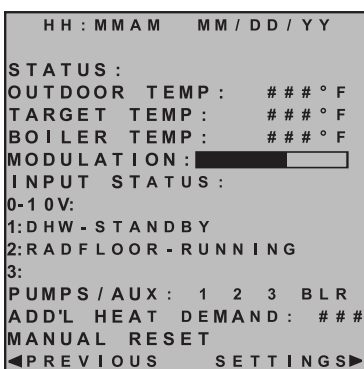 HH:MMAM MM/DD/YY
STATUS:
OUTDOOR TEMP: ###°F
TARGET TEMP: ###°F
BOILER TEMP: ###°F
MODULATION:
INPUT STATUS:
0-10V:
1:DHW-STANDBY
2:RADFLOOR-RUNNING
3:
PUMPS/AUX: 1 2 3 BLR
ADD'L HEAT DEMAND: ###
MANUAL RESET
◀PREVIOUS SETTINGS▶